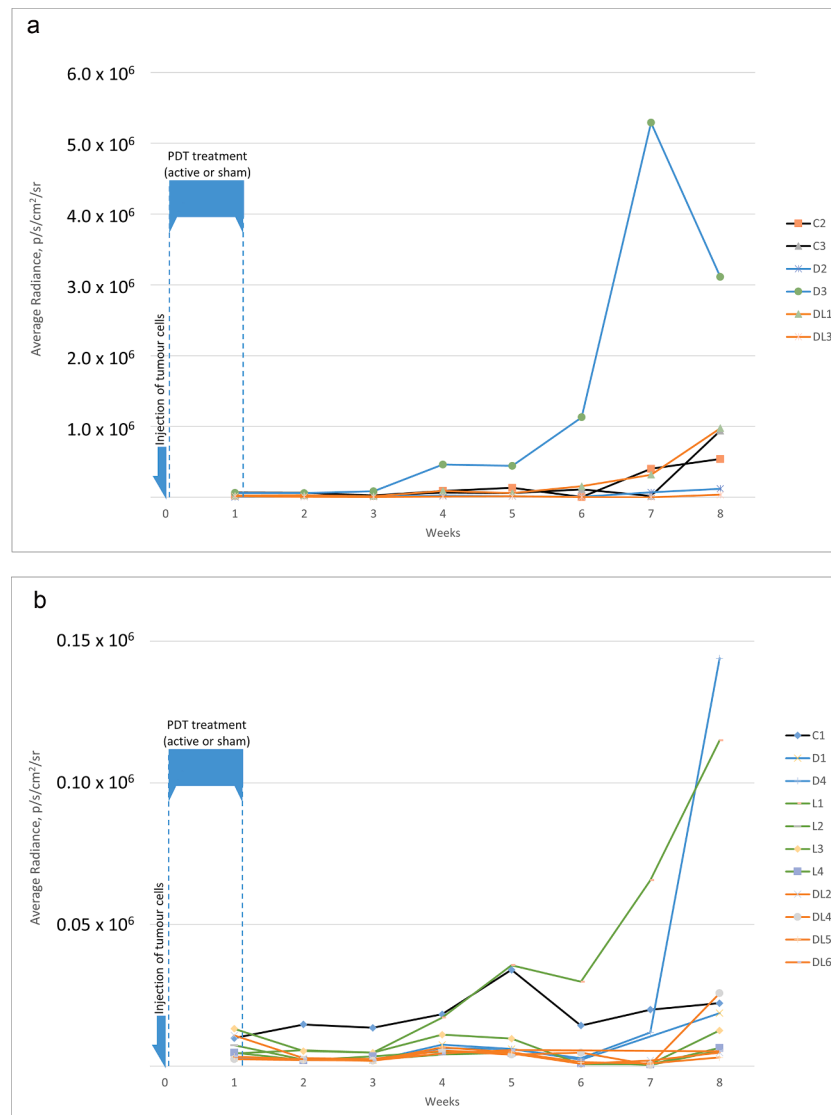 a
6.0 x 10⁶
5.0 x 10⁶
4.0 x 10⁶
3.0 x 10⁶
2.0 x 10⁶
1.0 x 10⁶
Average Radiance, p/s/cm²/sr
PDT treatment
(active or sham)
Injection of tumour cells
0 1 2 3 4 5 6 7 8
Weeks
C2
C3
D2
D3
DL1
DL3
b
0.15 x 10⁶
0.10 x 10⁶
0.05 x 10⁶
Average Radiance, p/s/cm²/sr
PDT treatment
(active or sham)
Injection of tumour cells
0 1 2 3 4 5 6 7 8
Weeks
C1
D1
D4
L1
L2
L3
L4
DL2
DL4
DL5
DL6